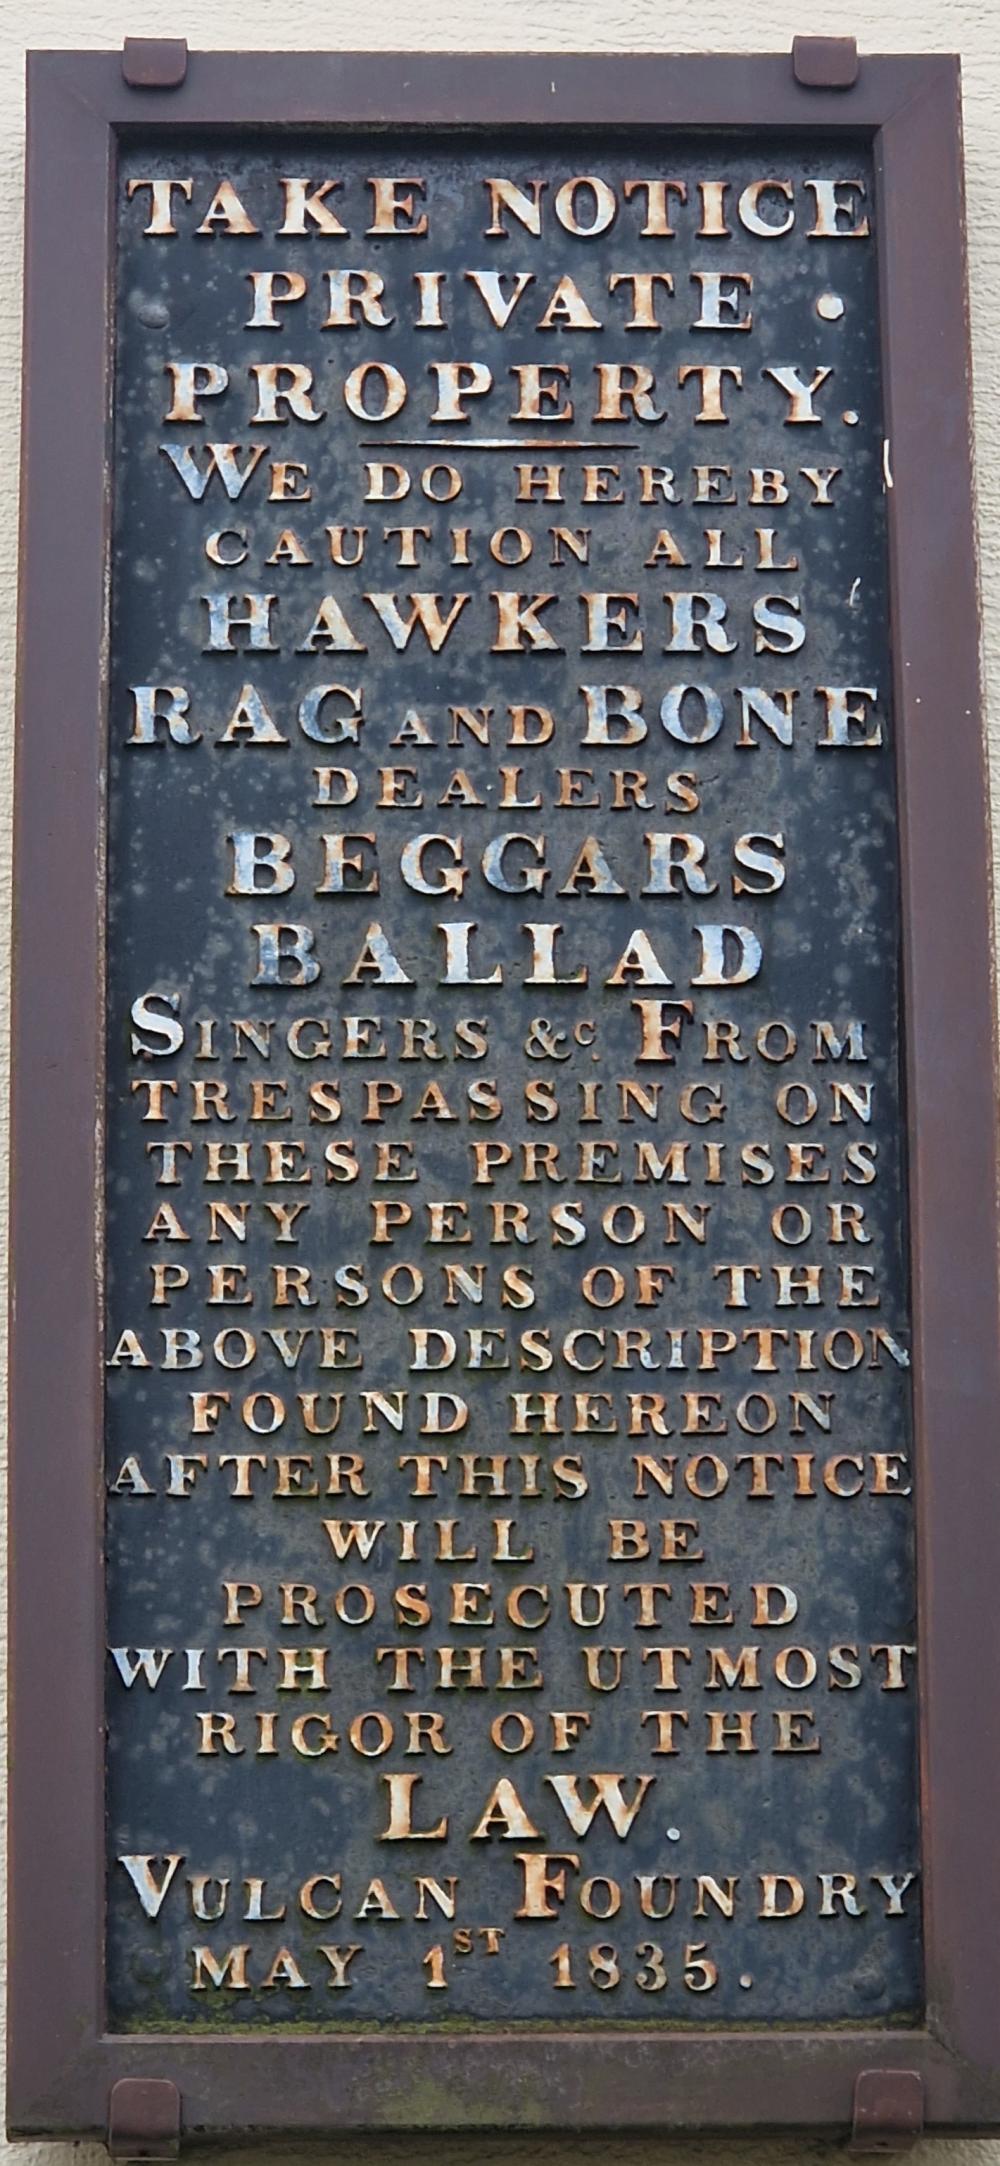 TAKE NOTICE
PRIVATE
PROPERTY.
WE DO HEREBY
CAUTION ALL
HAWKERS
RAG AND BONE
DEALERS
BEGGARS
BALLAD
SINGERS &C. FROM
TRESPASSING ON
THESE PREMISES
ANY PERSON OR
PERSONS OF THE
ABOVE DESCRIPTION
FOUND HEREON
AFTER THIS NOTICE
WILL BE
PROSECUTED
WITH THE UTMOST
RIGOR OF THE
LAW.
VULCAN FOUNDRY
MAY 1ST 1835.